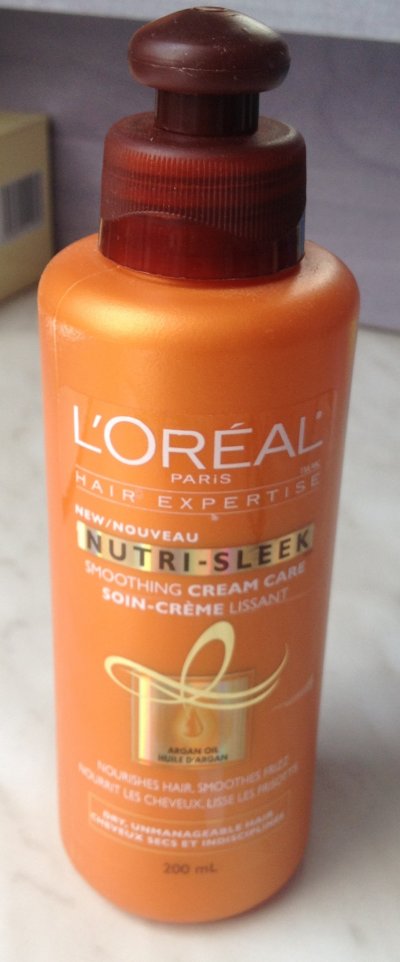 L'ORÉAL
PARIS
HAIR EXPERTISE
NEW/NOUVEAU
NUTRI-SLEEK
SMOOTHING CREAM CARE
SOIN-CRÈME LISSANT
ARGAN OIL
HUILE D'ARGAN
NOURISHES HAIR, SMOOTHES FRIZZ
NOURRIT LES CHEVEUX, LISSE LES FRISOTTIS
DRY, UNMANAGEABLE HAIR
CHEVEUX SECS ET INDISCIPLINÉS
200 mL